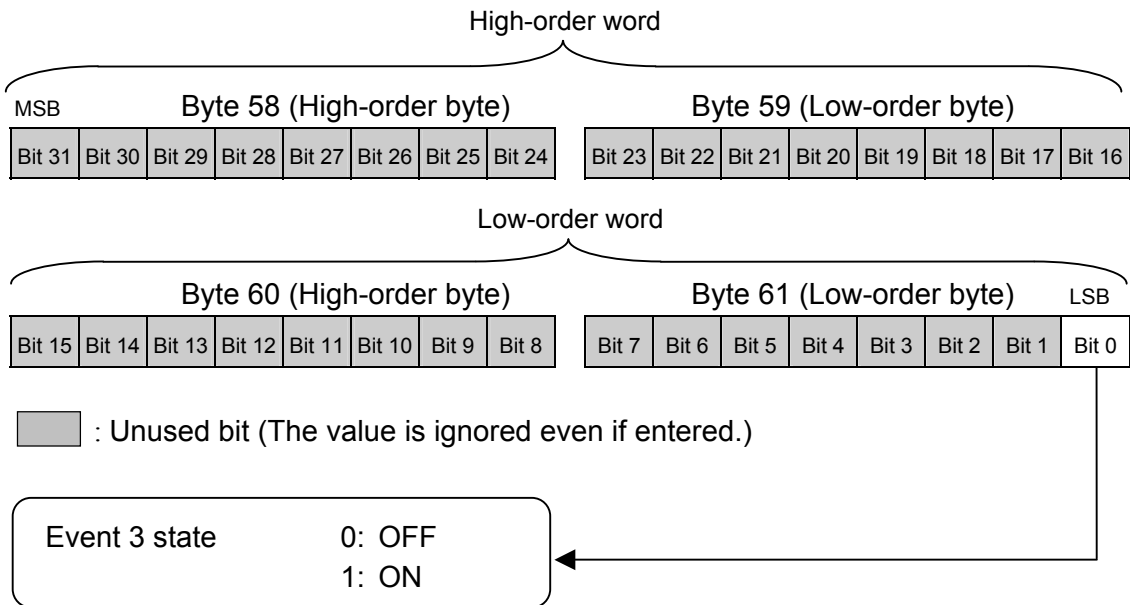 High-order word
MSB Byte 58 (High-order byte) Byte 59 (Low-order byte)
Bit 31 Bit 30 Bit 29 Bit 28 Bit 27 Bit 26 Bit 25 Bit 24 Bit 23 Bit 22 Bit 21 Bit 20 Bit 19 Bit 18 Bit 17 Bit 16
Low-order word
Byte 60 (High-order byte) Byte 61 (Low-order byte) LSB
Bit 15 Bit 14 Bit 13 Bit 12 Bit 11 Bit 10 Bit 9 Bit 8 Bit 7 Bit 6 Bit 5 Bit 4 Bit 3 Bit 2 Bit 1 Bit 0
: Unused bit (The value is ignored even if entered.)
Event 3 state 0: OFF
1: ON